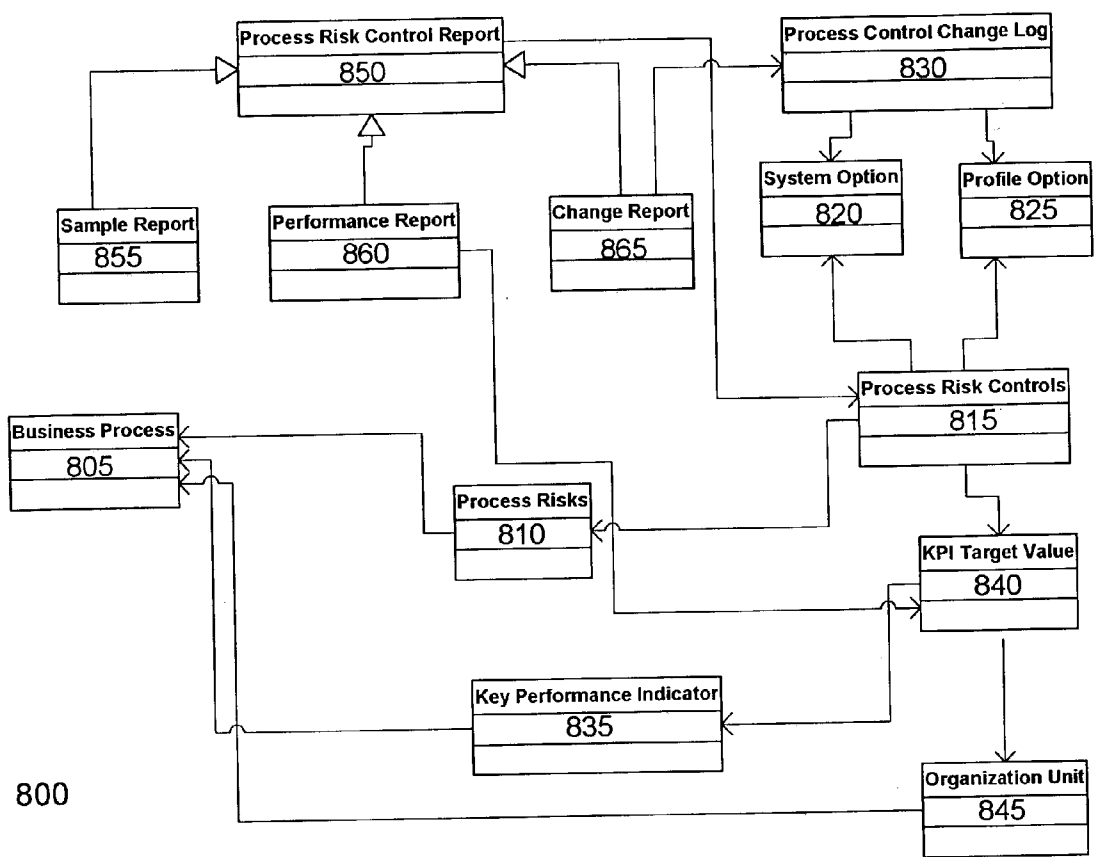 Process Risk Control Report
850
Process Control Change Log
830
System Option
820
Profile Option
825
Sample Report
855
Performance Report
860
Change Report
865
Process Risk Controls
815
Business Process
805
Process Risks
810
KPI Target Value
840
Key Performance Indicator
835
Organization Unit
845
800